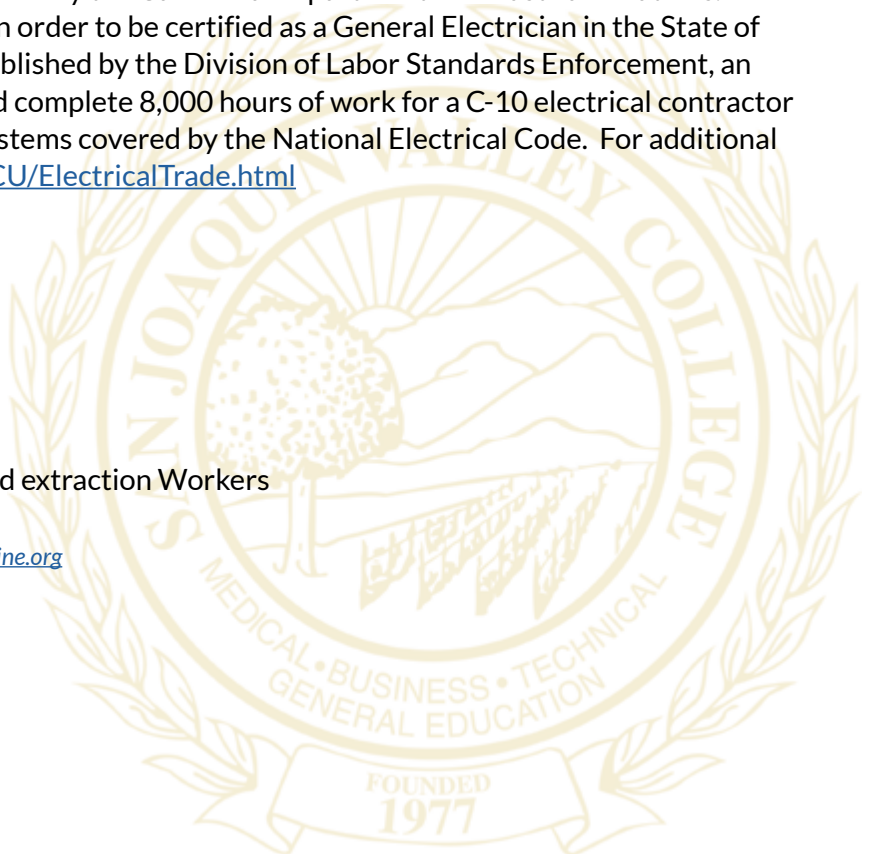 n order to be certified as a General Electrician in the State of
blished by the Division of Labor Standards Enforcement, an
d complete 8,000 hours of work for a C-10 electrical contractor
stems covered by the National Electrical Code. For additional
CU/ElectricalTrade.html
d extraction Workers
ine.org
SAN JOAQUIN VALLEY COLLEGE
MEDICAL • BUSINESS • TECHNICAL
GENERAL EDUCATION
FOUNDED
1977